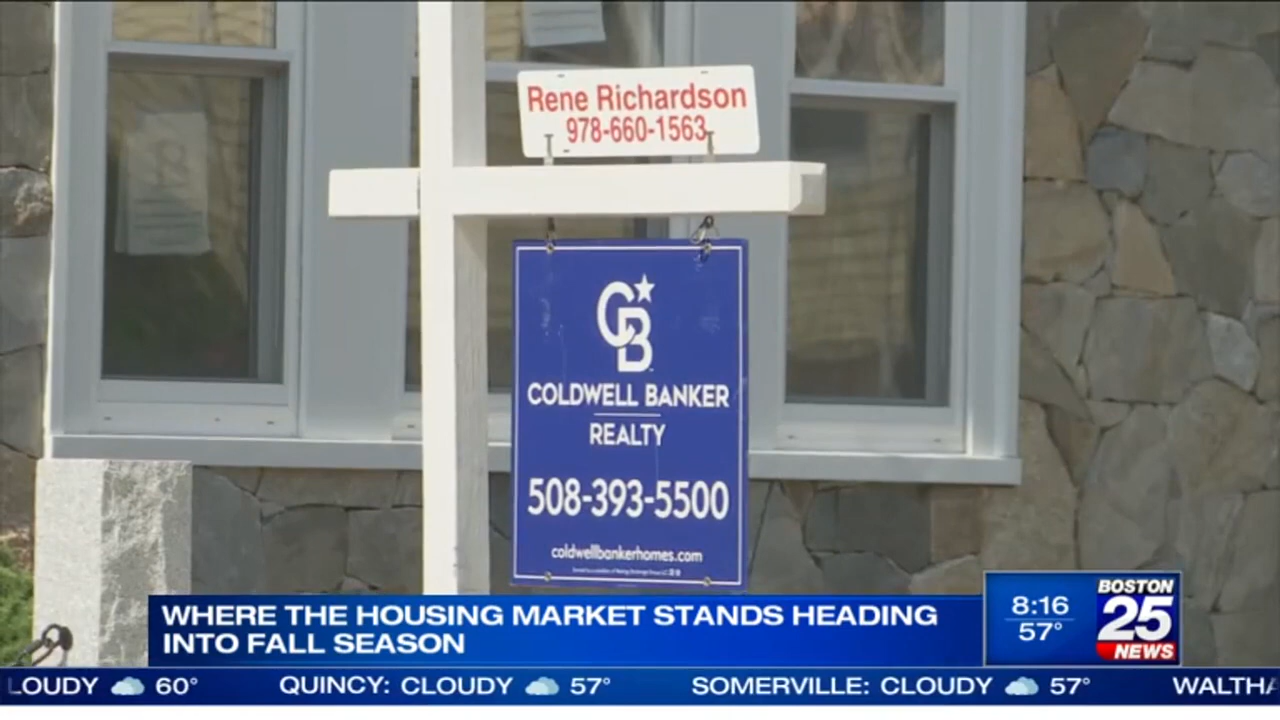 Rene Richardson
978-660-1563
CB
COLDWELL BANKER
REALTY
508-393-5500
coldwellbankerhomes.com
WHERE THE HOUSING MARKET STANDS HEADING
INTO FALL SEASON
8:16
57°
BOSTON
25
NEWS
LOUDY 60° QUINCY: CLOUDY 57° SOMERVILLE: CLOUDY 57° WALTHA